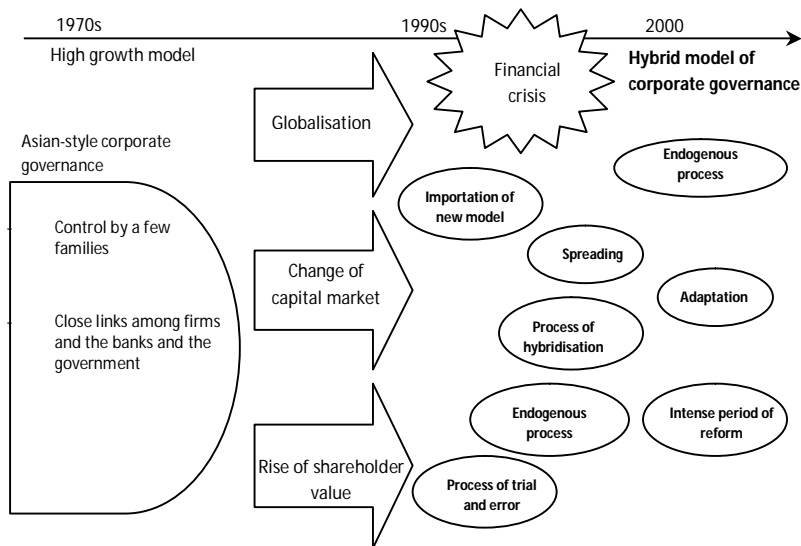 1970s
1990s
2000
High growth model
Financial
crisis
Hybrid model of
corporate governance
Globalisation
Asian-style corporate
governance
Control by a few
families
Close links among firms
and the banks and the
government
Change of
capital market
Rise of shareholder
value
Importation of
new model
Endogenous
process
Spreading
Adaptation
Process of
hybridisation
Endogenous
process
Intense period of
reform
Process of trial
and error